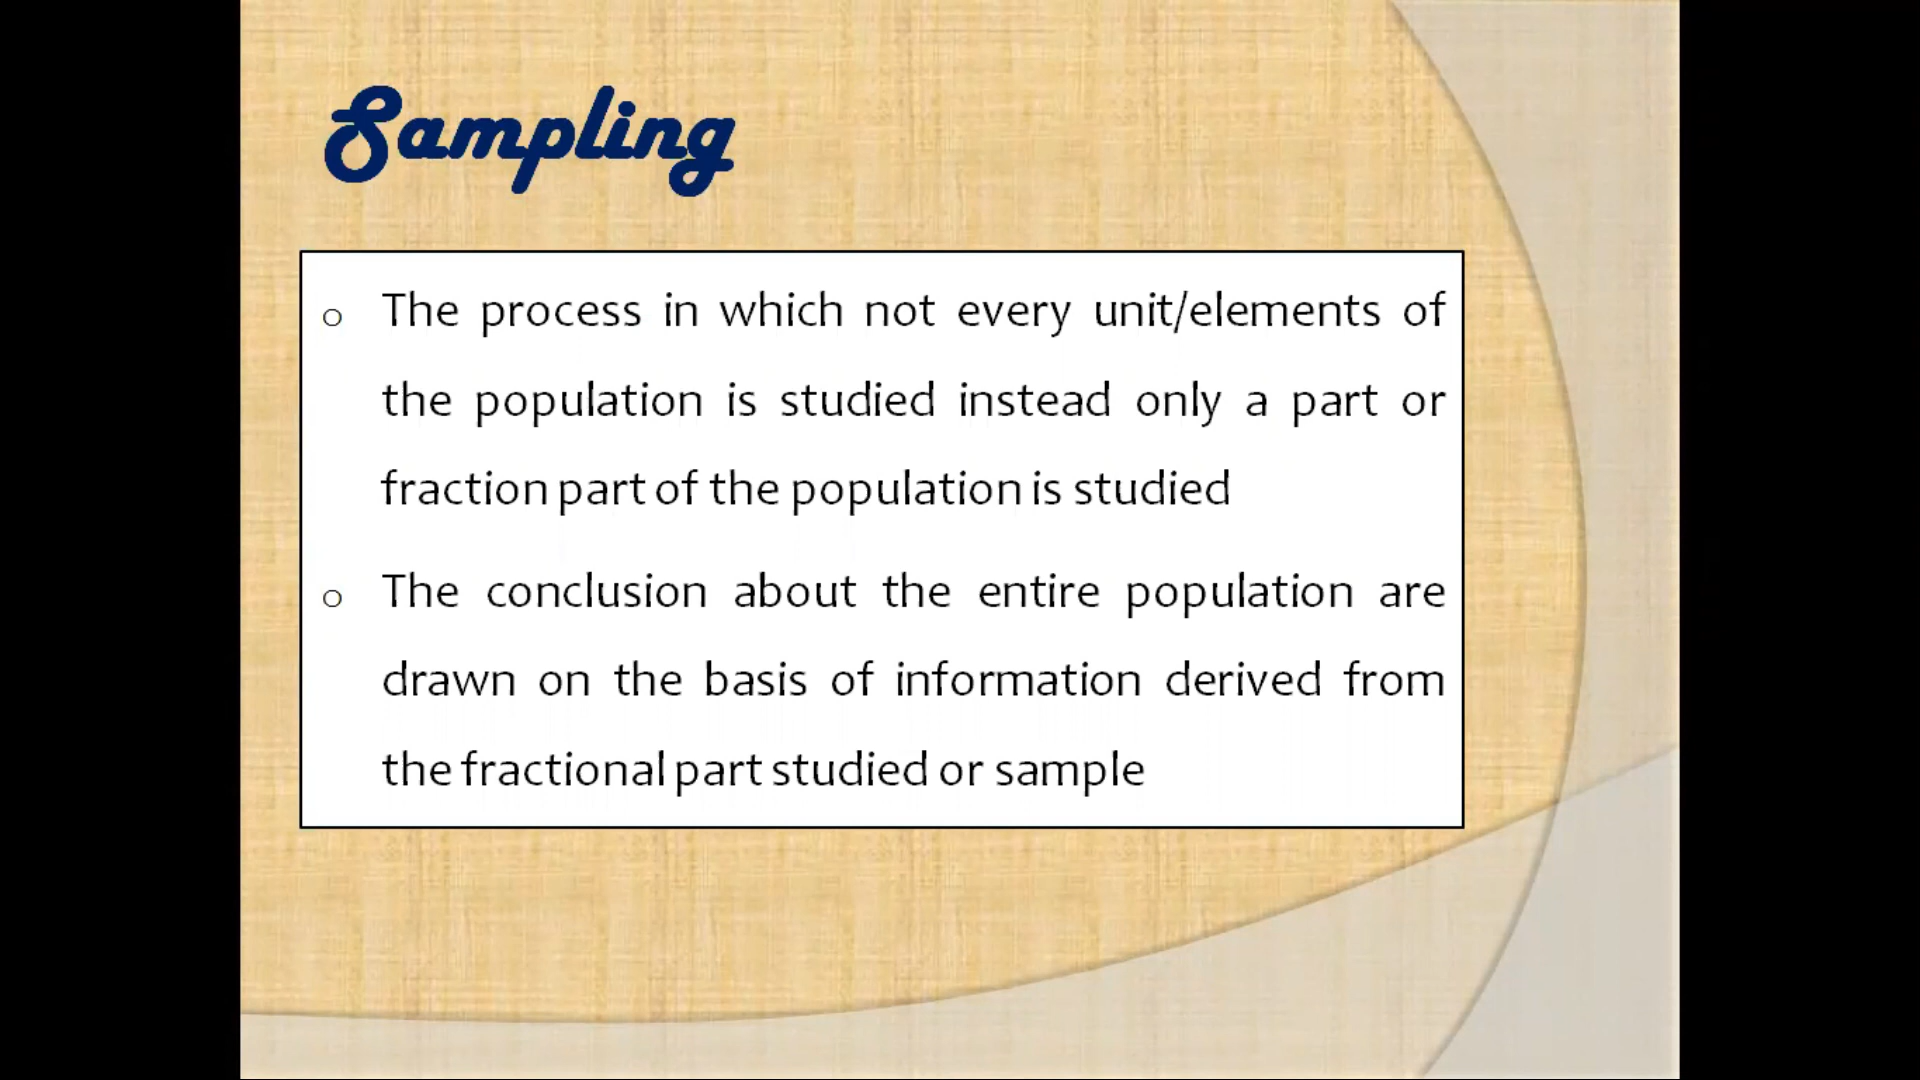 Sampling
o The process in which not every unit/elements of
the population is studied instead only a part or
fraction part of the population is studied
o The conclusion about the entire population are
drawn on the basis of information derived from
the fractional part studied or sample